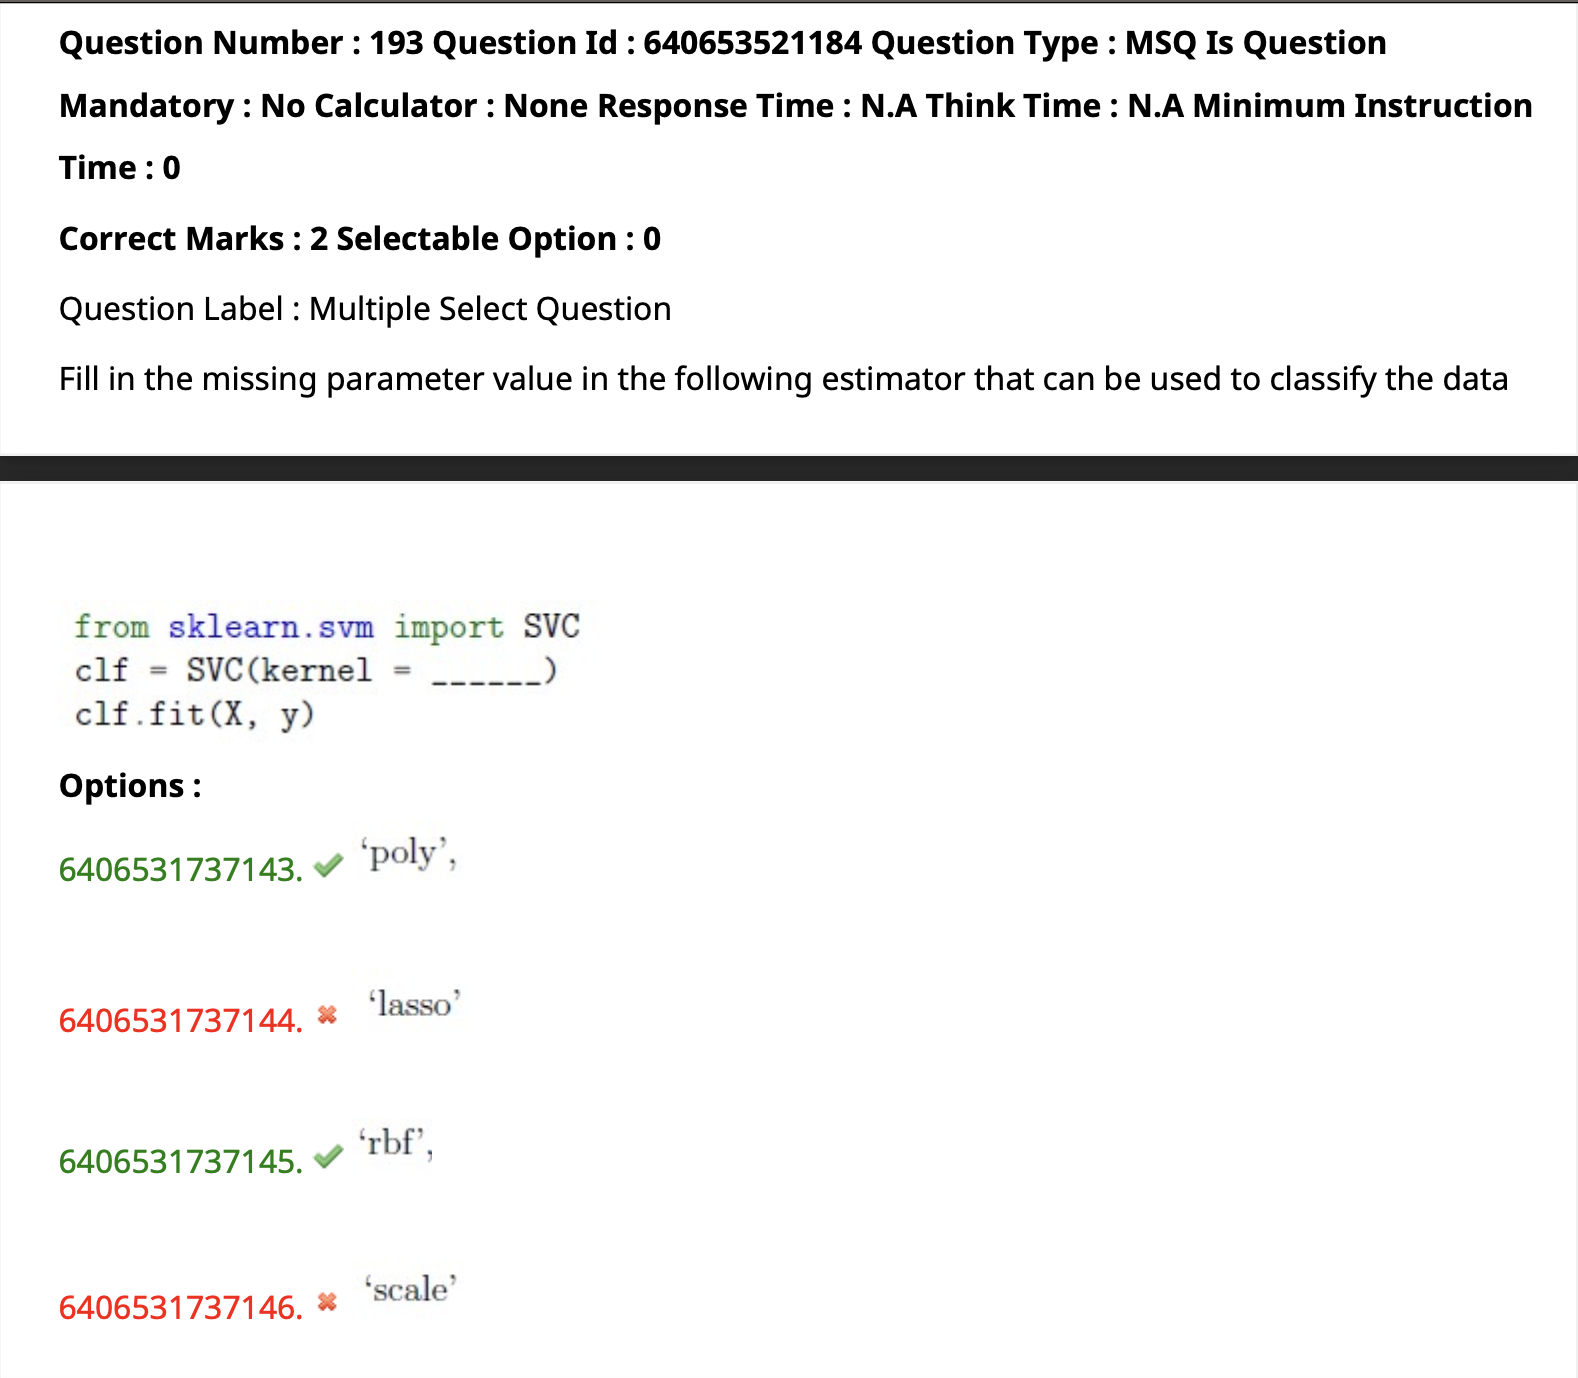 Question Number : 193 Question Id : 640653521184 Question Type : MSQ Is Question
Mandatory : No Calculator : None Response Time : N.A Think Time : N.A Minimum Instruction
Time : 0
Correct Marks : 2 Selectable Option : 0
Question Label : Multiple Select Question
Fill in the missing parameter value in the following estimator that can be used to classify the data
from sklearn.svm import SVC
clf = SVC(kernel = ______)
clf.fit(X, y)
Options :
6406531737143. ‘poly’,
6406531737144. ‘lasso’
6406531737145. ‘rbf’,
6406531737146. ‘scale’